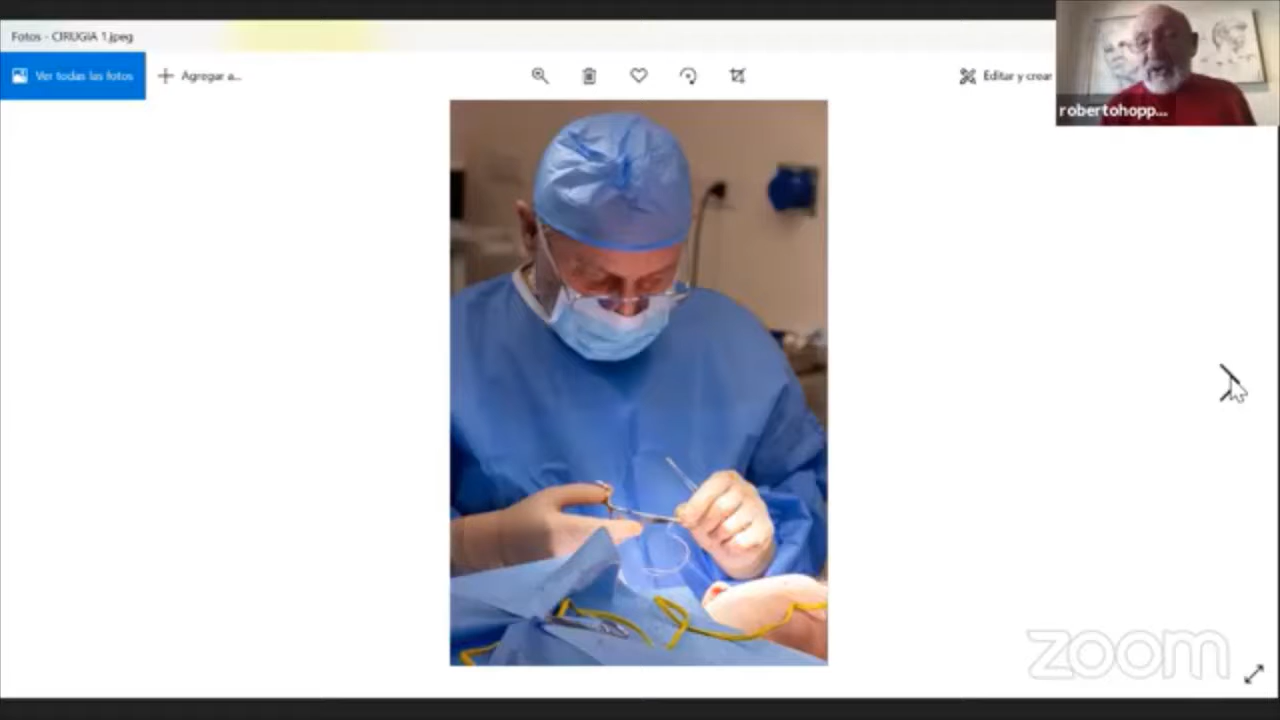 Fotos - CIRUGIA 1.jpeg
Ver todas las fotos
Agregar a...
Editar y crear
robertohopp...
zoom